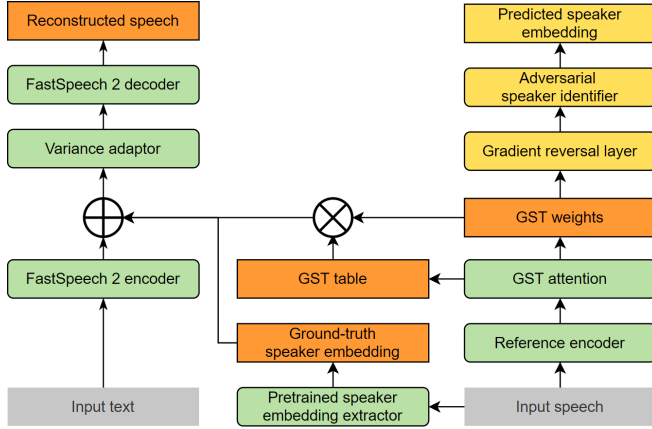 Reconstructed speech
Predicted speaker
embedding
FastSpeech 2 decoder
Adversarial
speaker identifier
Variance adaptor
Gradient reversal layer
GST weights
FastSpeech 2 encoder
GST table
GST attention
Ground-truth
speaker embedding
Reference encoder
Input text
Pretrained speaker
embedding extractor
Input speech